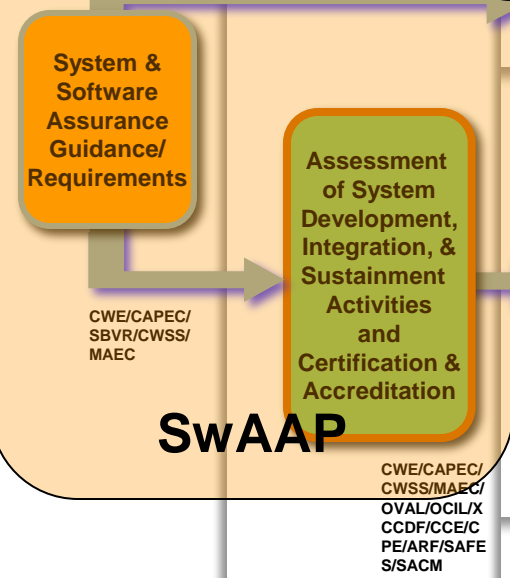 System &
Software
Assurance
Guidance/
Requirements
Assessment
of System
Development,
Integration, &
Sustainment
Activities
and
Certification &
Accreditation
CWE/CAPEC/
SBVR/CWSS/
MAEC
SwAAP
CWE/CAPEC/
CWSS/MAEC/
OVAL/OCIL/X
CCDF/CCE/C
PE/ARF/SAFE
S/SACM